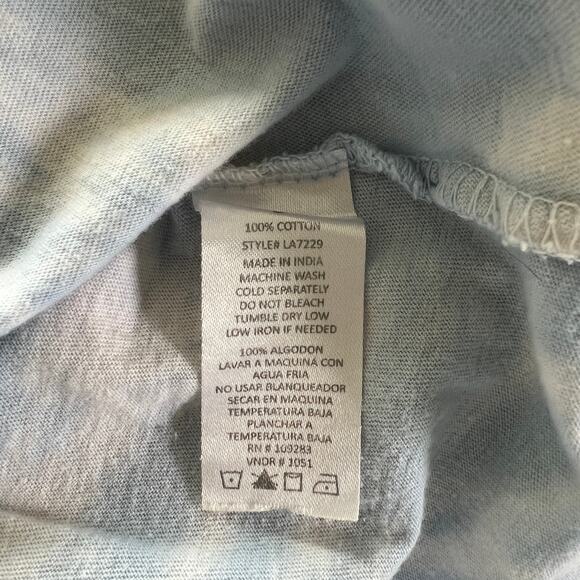 100% COTTON
STYLE# LA7229
MADE IN INDIA
MACHINE WASH
COLD SEPARATELY
DO NOT BLEACH
TUMBLE DRY LOW
LOW IRON IF NEEDED
100% ALGODON
LAVAR A MAQUINA CON
AGUA FRIA
NO USAR BLANQUEADOR
SECAR EN MAQUINA
TEMPERATURA BAJA
PLANCHAR A
TEMPERATURA BAJA
RN # 109283
VNDR # 1051